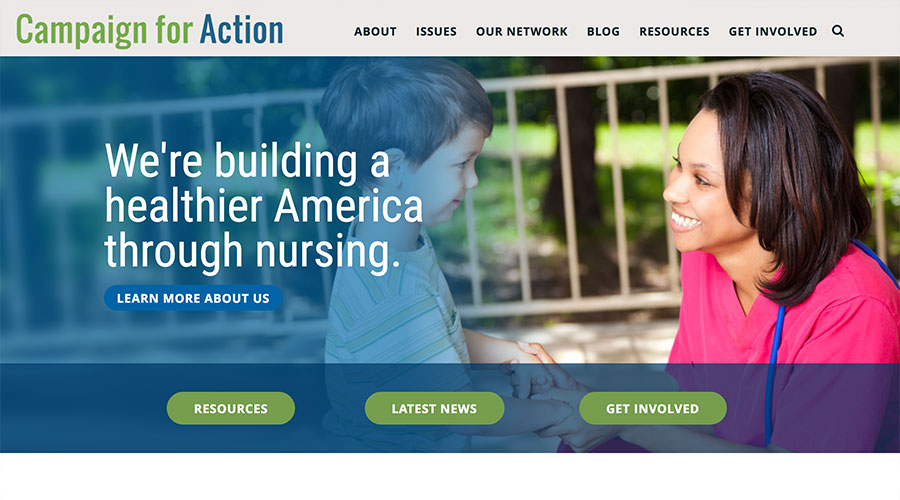 Campaign for Action
ABOUT ISSUES OUR NETWORK BLOG RESOURCES GET INVOLVED
We're building a
healthier America
through nursing.
LEARN MORE ABOUT US
RESOURCES LATEST NEWS GET INVOLVED